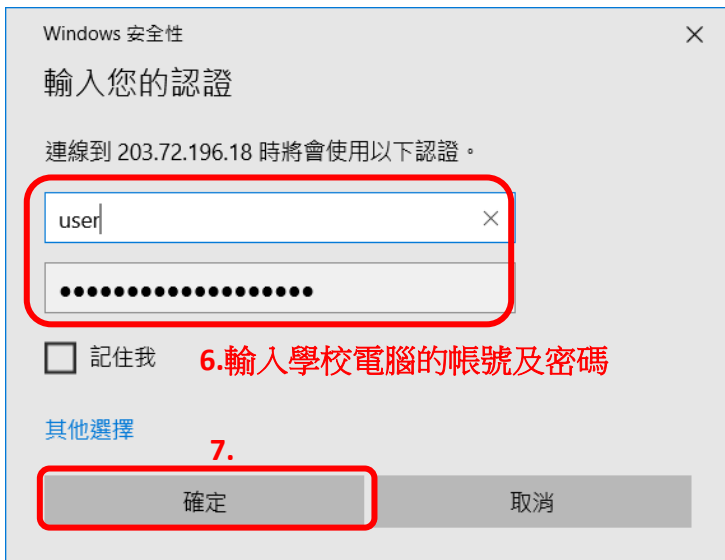 Windows 安全性
輸入您的認證
連線到 203.72.196.18 時將會使用以下認證。
user
●●●●●●●●●●●●●●●●●●●
記住我 6.輸入學校電腦的帳號及密碼
其他選擇
7.
確定 取消